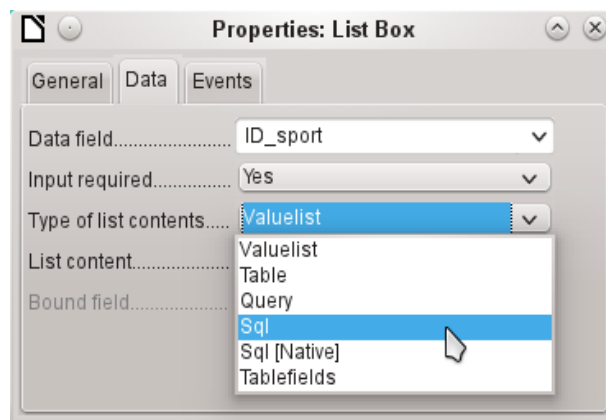 Properties: List Box
General Data Events
Data field....................... ID_sport
Input required................ Yes
Type of list contents..... Valuelist
List content................... Valuelist
Table
Bound field................... Query
Sql
Sql [Native]
Tablefields